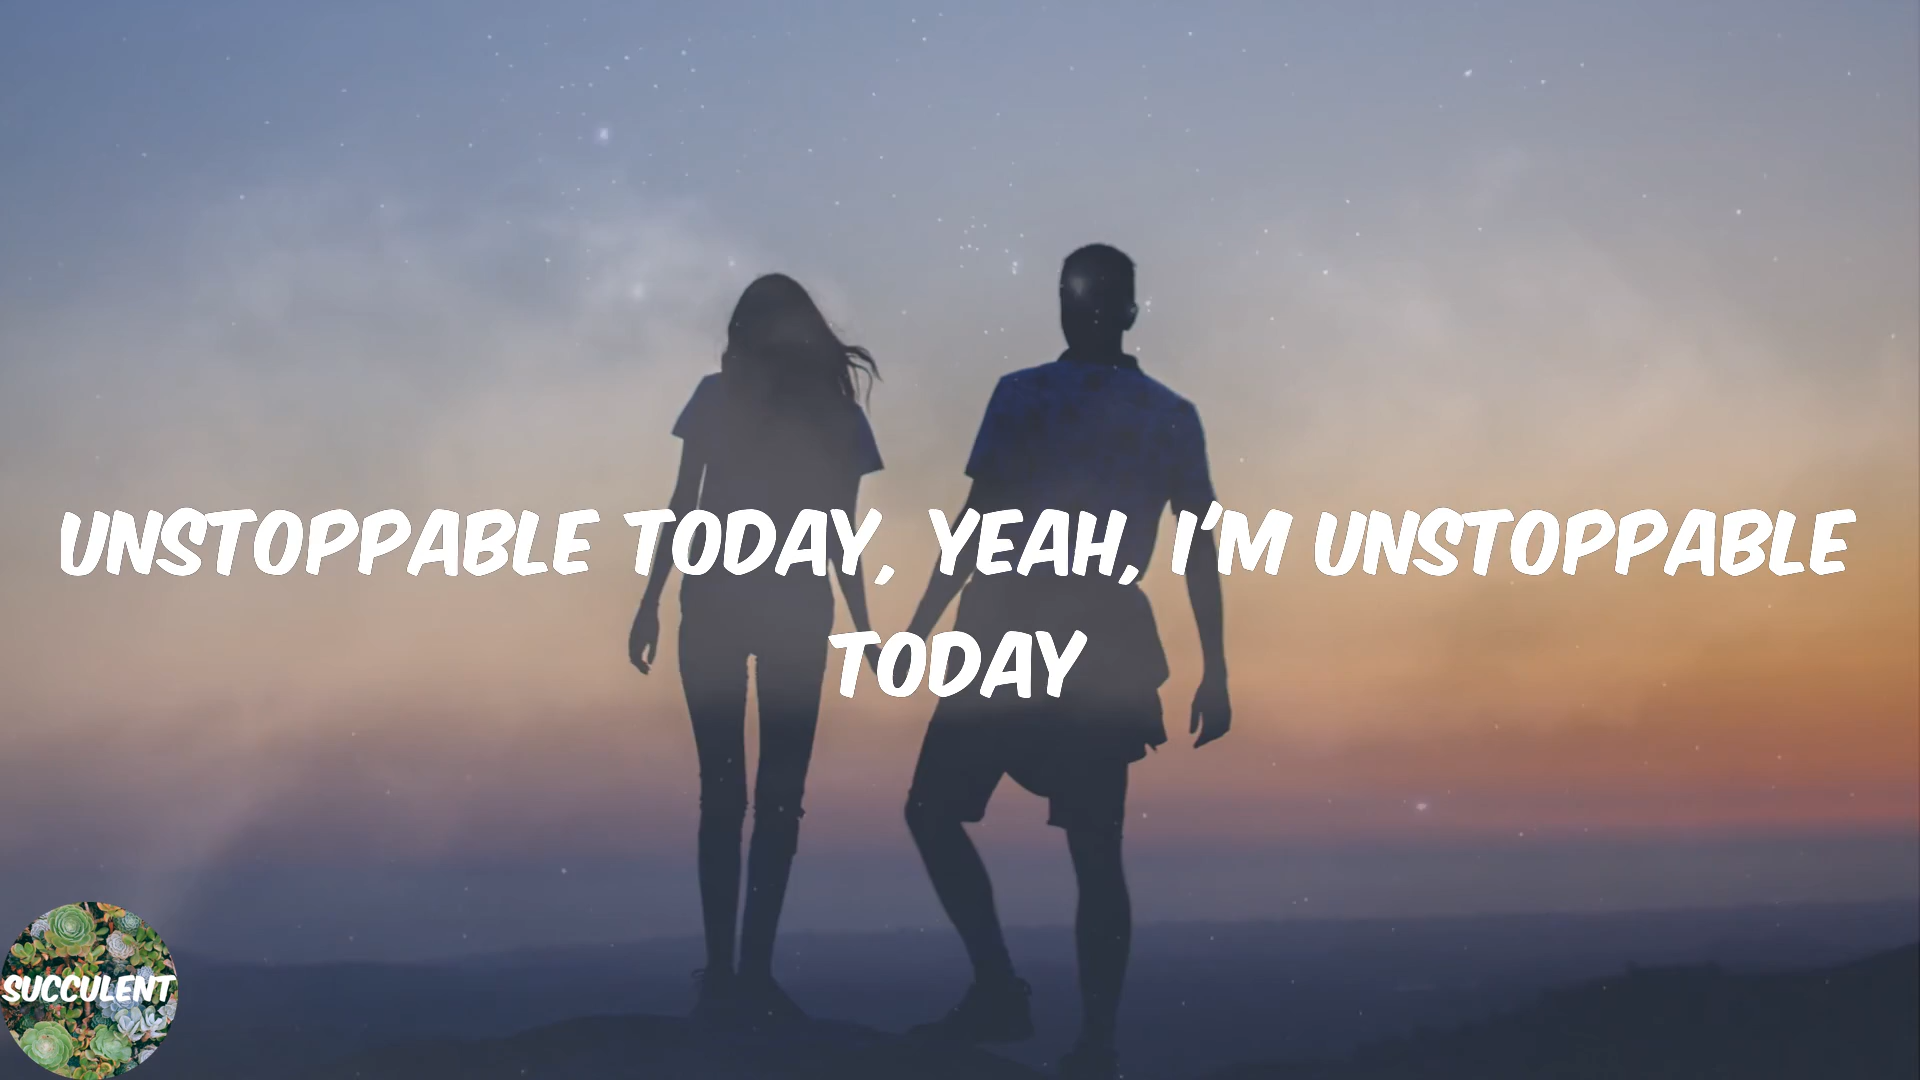 UNSTOPPABLE TODAY, YEAH, I'M UNSTOPPABLE
TODAY
SUCCULENT